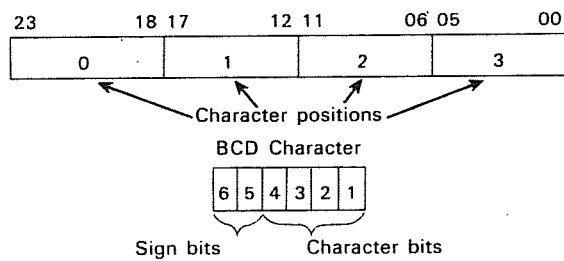 23 18 17 12 11 06 05 00
0 1 2 3
Character positions
BCD Character
6 5 4 3 2 1
Sign bits Character bits